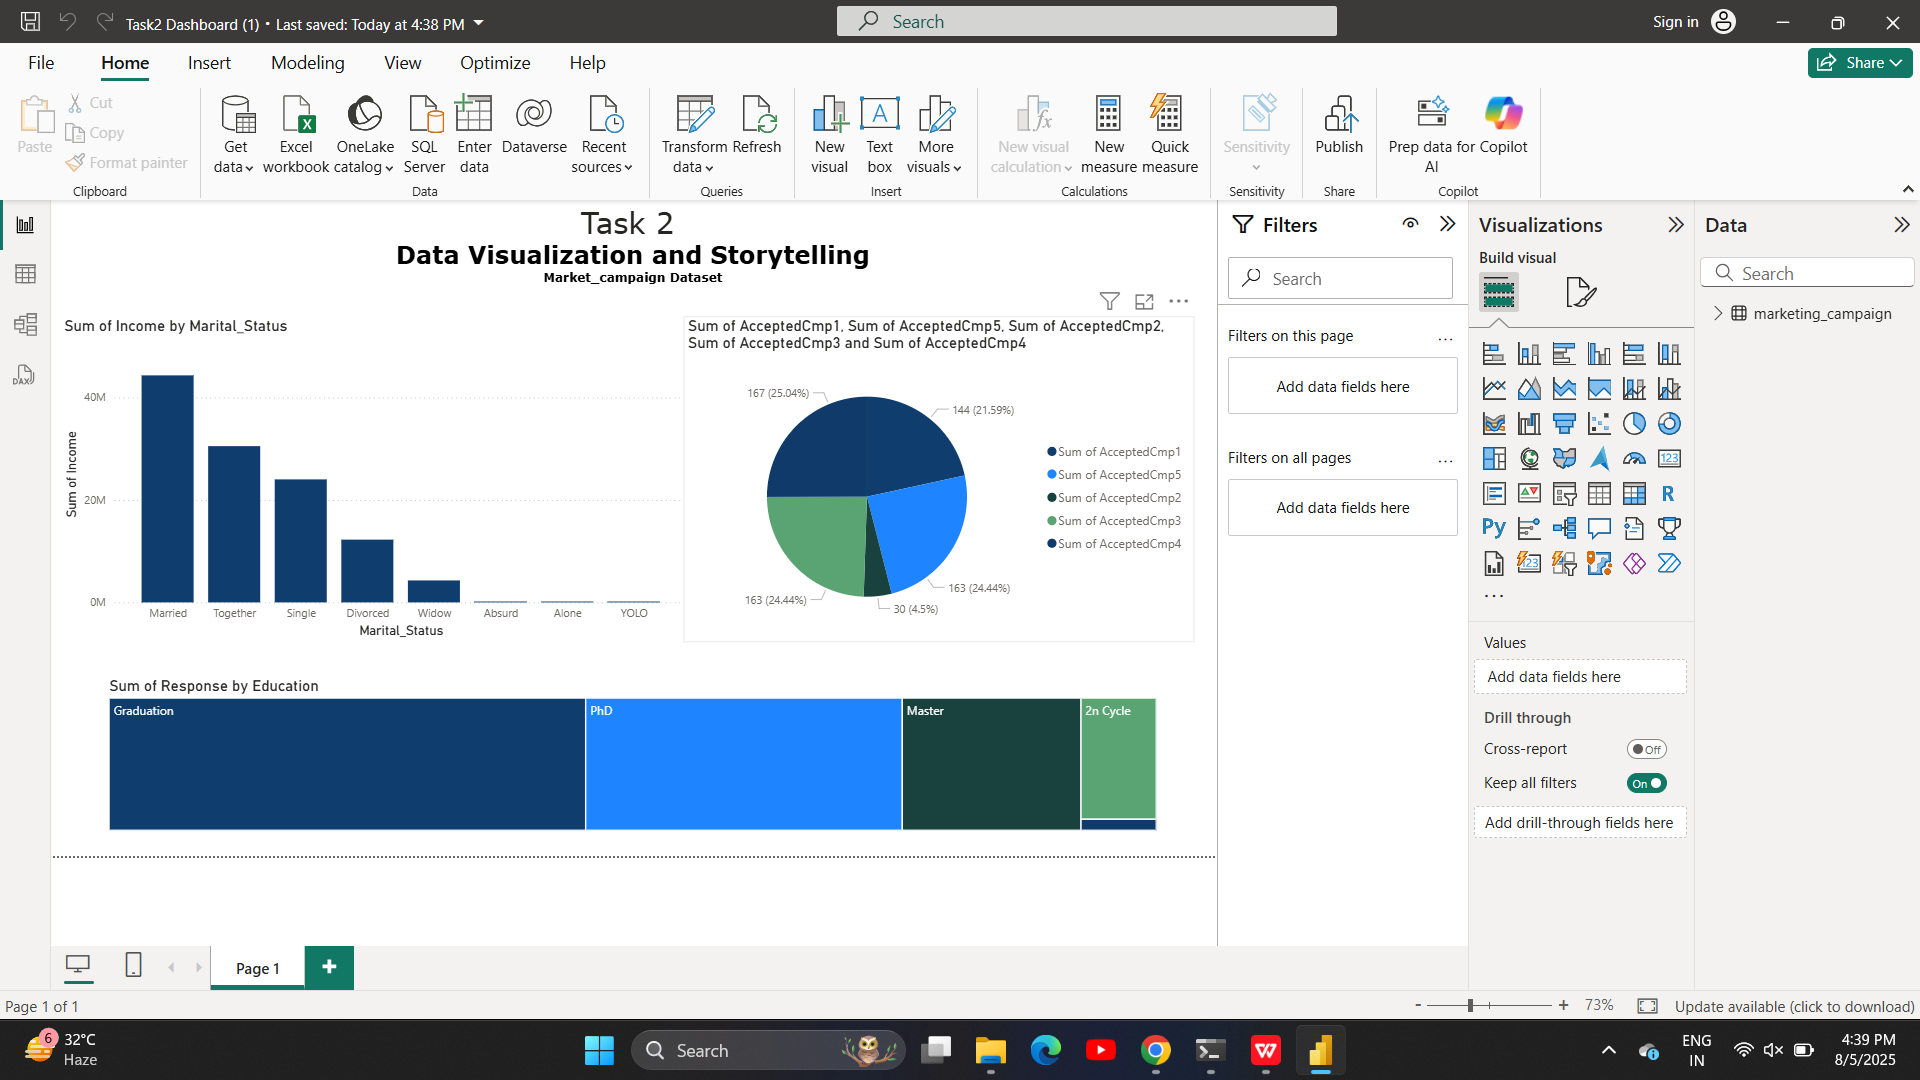 Task2 Dashboard (1) • Last saved: Today at 4:38 PM
Search
Sign in
File
Home
Insert
Modeling
View
Optimize
Help
Share
Paste
Cut
Copy
Format painter
Clipboard
Get data
Excel workbook
OneLake catalog
SQL Server
Enter data
Dataverse
Recent sources
Data
Transform data
Refresh
Queries
New visual
A
Text box
More visuals
Insert
New visual calculation
New measure
Quick measure
Calculations
Sensitivity
Sensitivity
Publish
Share
Prep data for AI
Copilot
Copilot
DAX
Task 2
Data Visualization and Storytelling
Market_campaign Dataset
Sum of Income by Marital_Status
Sum of Income
40M
20M
0M
Married
Together
Single
Divorced
Widow
Absurd
Alone
YOLO
Marital_Status
Sum of AcceptedCmp1, Sum of AcceptedCmp5, Sum of AcceptedCmp2,
Sum of AcceptedCmp3 and Sum of AcceptedCmp4
167 (25.04%)
144 (21.59%)
163 (24.44%)
30 (4.5%)
163 (24.44%)
Sum of AcceptedCmp1
Sum of AcceptedCmp5
Sum of AcceptedCmp2
Sum of AcceptedCmp3
Sum of AcceptedCmp4
Sum of Response by Education
Graduation
PhD
Master
2n Cycle
Filters
Search
Filters on this page
Add data fields here
Filters on all pages
Add data fields here
Visualizations
Build visual
123
R
Py
123
Values
Add data fields here
Drill through
Cross-report
Off
Keep all filters
On
Add drill-through fields here
Data
Search
marketing_campaign
Page 1
Page 1 of 1
- + 73%
Update available (click to download)
6
32°C
Haze
Search
W
ENG
IN
4:39 PM
8/5/2025